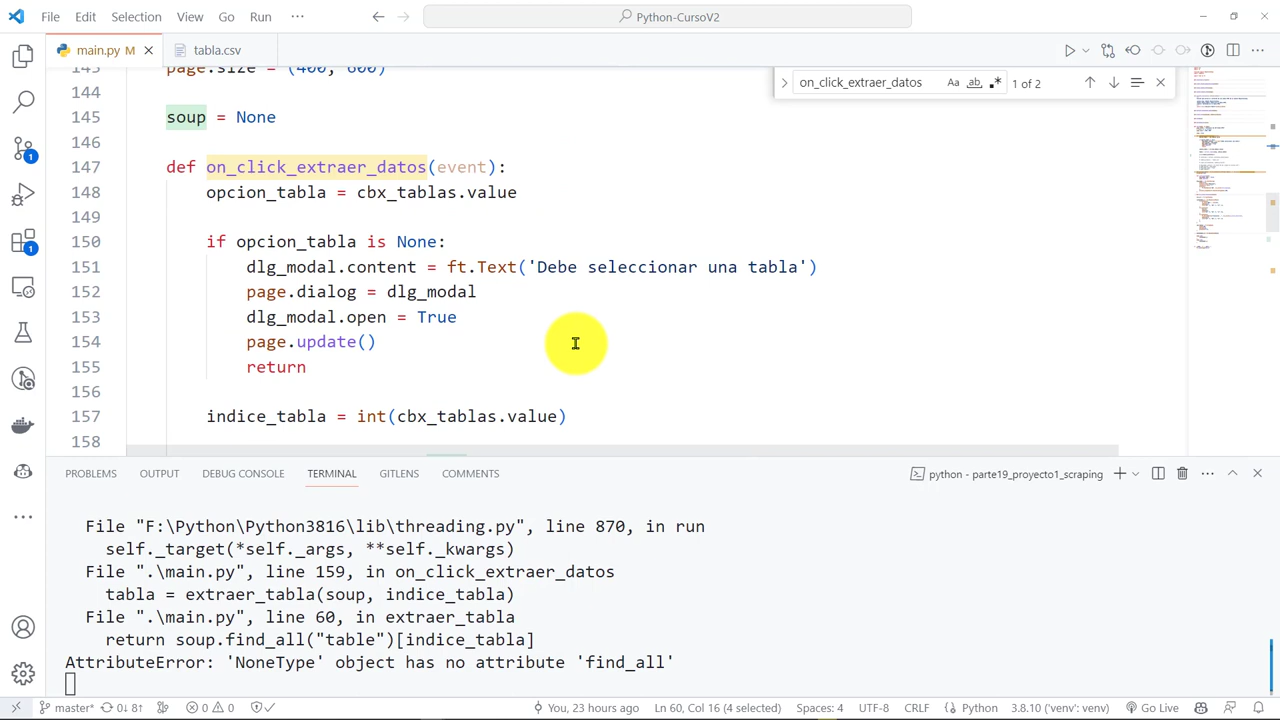 File Edit Selection View Go Run ··· Python-CursoV2
main.py M tabla.csv
143 page.size = (400, 800)
144
145 soup = None
146
147 def on_click_extraer_datos(event):
148 opcion_tabla = cbx_tablas.value
149
150 if opcion_tabla is None:
151 dlg_modal.content = ft.Text('Debe seleccionar una tabla')
152 page.dialog = dlg_modal
153 dlg_modal.open = True
154 page.update()
155 return
156
157 indice_tabla = int(cbx_tablas.value)
158
PROBLEMS OUTPUT DEBUG CONSOLE TERMINAL GITLENS COMMENTS python - parte19_proyecto1_scraping
File "F:\Python\Python3816\lib\threading.py", line 870, in run
self._target(*self._args, **self._kwargs)
File ".\main.py", line 159, in on_click_extraer_datos
tabla = extraer_tabla(soup, indice_tabla)
File ".\main.py", line 60, in extraer_tabla
return soup.find_all("table")[indice_tabla]
AttributeError: 'NoneType' object has no attribute 'find_all'
master* 0↓ 8↑ 0 0 You, 23 hours ago Ln 60, Col 16 (4 selected) Spaces: 4 UTF-8 CRLF Python 3.8.10 ('venv': venv) Go Live